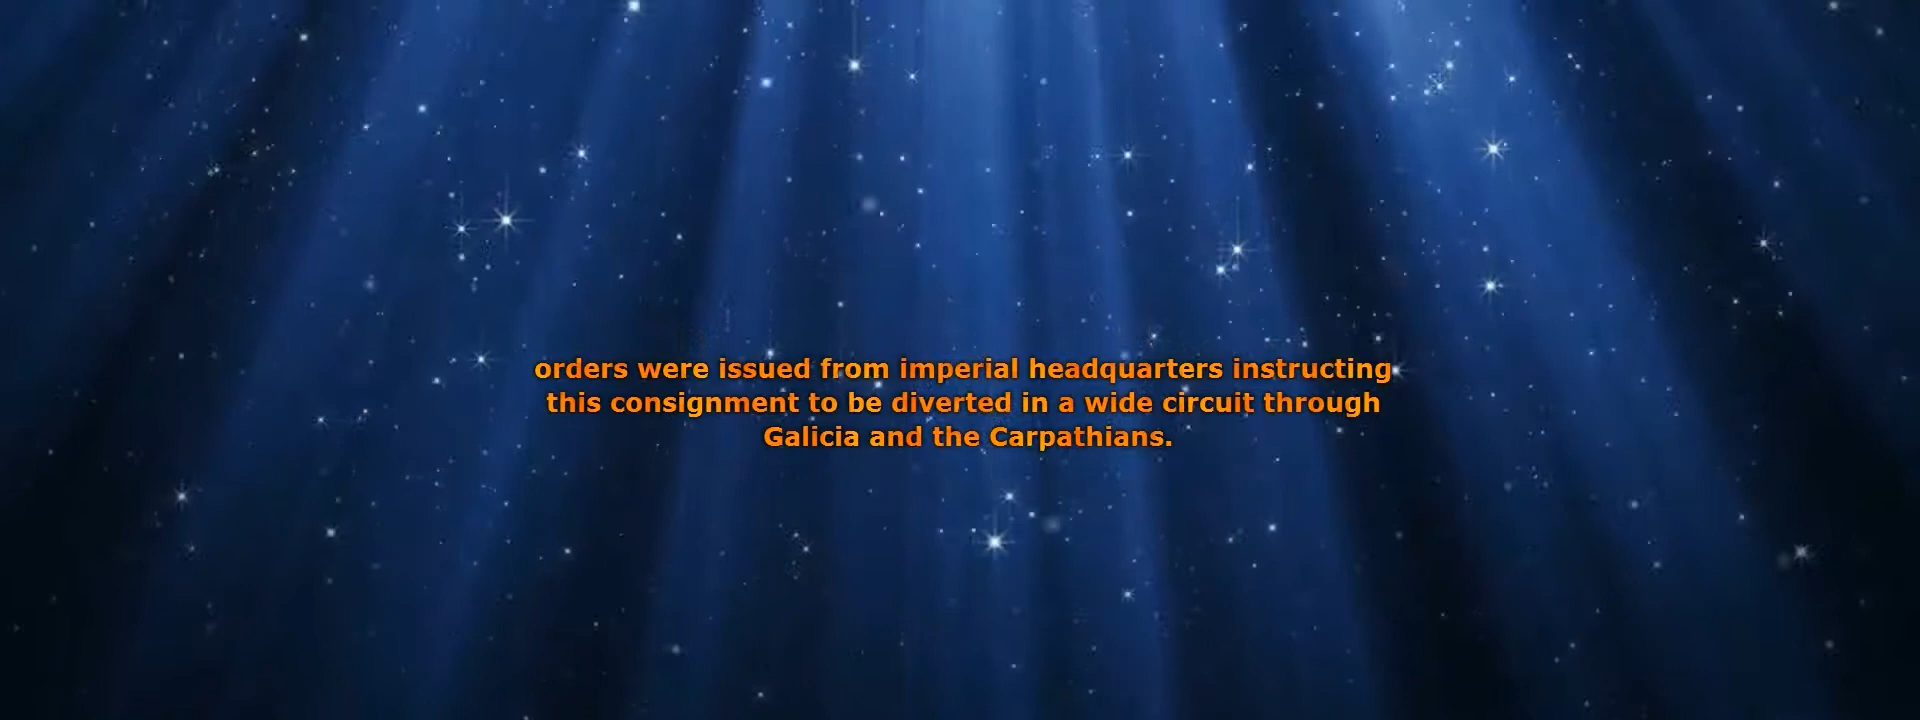 orders were issued from imperial headquarters instructing
this consignment to be diverted in a wide circuit through
Galicia and the Carpathians.